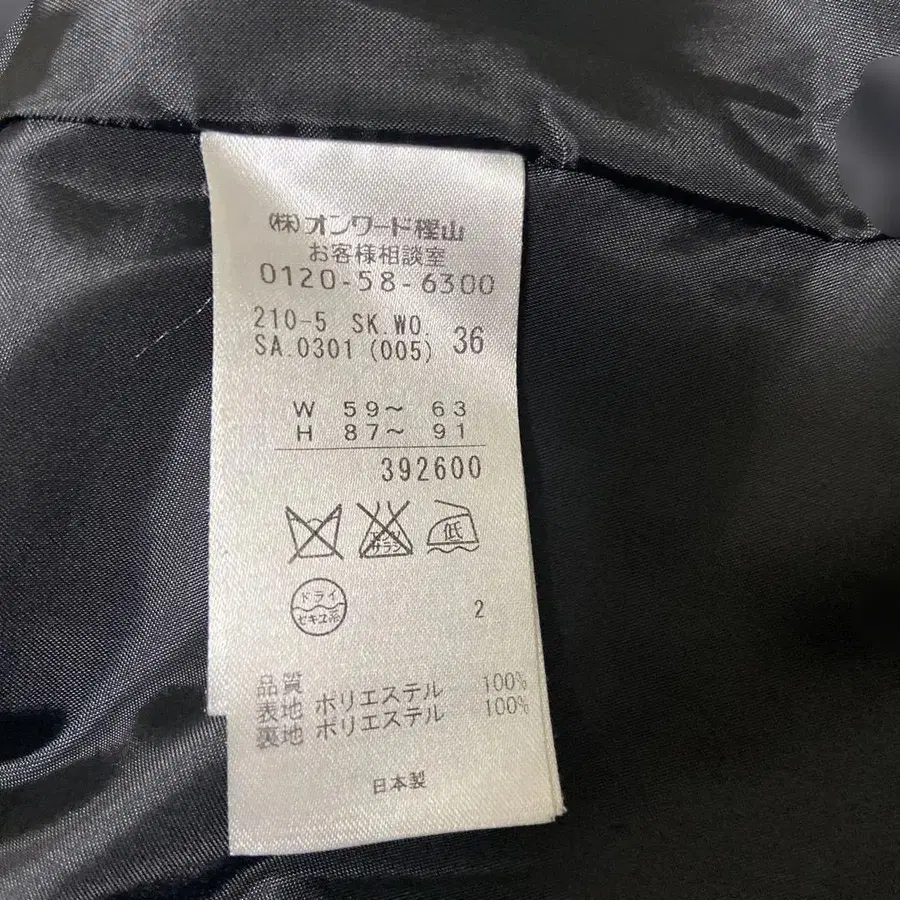 (株)オンワード樫山
お客様相談室
0120-58-6300
210-5 SK.WO. 36
SA.0301 (005)
W 59〜 63
H 87〜 91
392600
低
ドライ
セキユ系
2
品質
表地 ポリエステル 100%
裏地 ポリエステル 100%
日本製